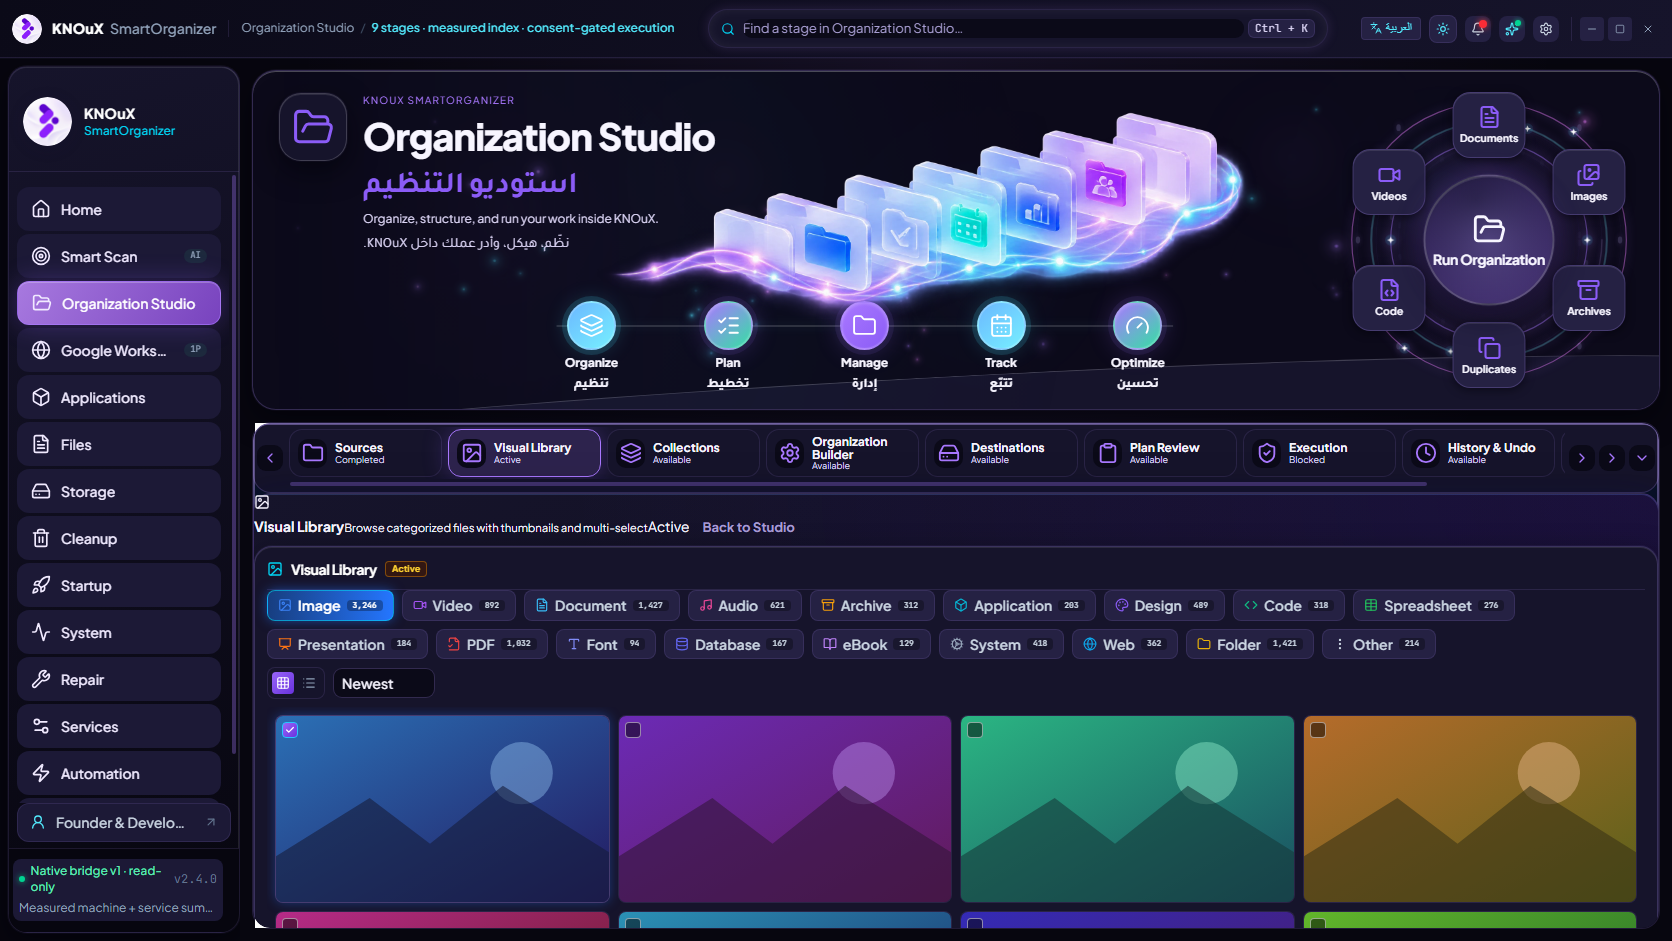 KNOuX SmartOrganizer
Organization Studio / 9 stages · measured index · consent-gated execution
Find a stage in Organization Studio...
Ctrl + K
العربية
KNOuX
SmartOrganizer
Home
Smart Scan AI
Organization Studio
Google Works... 1P
Applications
Files
Storage
Cleanup
Startup
System
Repair
Services
Automation
Founder & Develo...
Native bridge v1 · read-only v2.4.0
Measured machine + service sum...
KNOUX SMARTORGANIZER
Organization Studio
استوديو التنظيم
Organize, structure, and run your work inside KNOuX.
نظّم، هيكل، وأدر عملك داخل KNOuX.
Organize
تنظيم
Plan
تخطيط
Manage
إدارة
Track
تتبّع
Optimize
تحسين
Documents
Videos
Images
Run Organization
Code
Archives
Duplicates
Sources
Completed
Visual Library
Active
Collections
Available
Organization Builder
Available
Destinations
Available
Plan Review
Available
Execution
Blocked
History & Undo
Available
Visual Library Browse categorized files with thumbnails and multi-select Active Back to Studio
Visual Library Active
Image 3,246 Video 892 Document 1,427 Audio 621 Archive 312 Application 203 Design 489 Code 318 Spreadsheet 276
Presentation 184 PDF 1,032 Font 94 Database 167 eBook 129 System 418 Web 362 Folder 1,421 Other 214
Newest